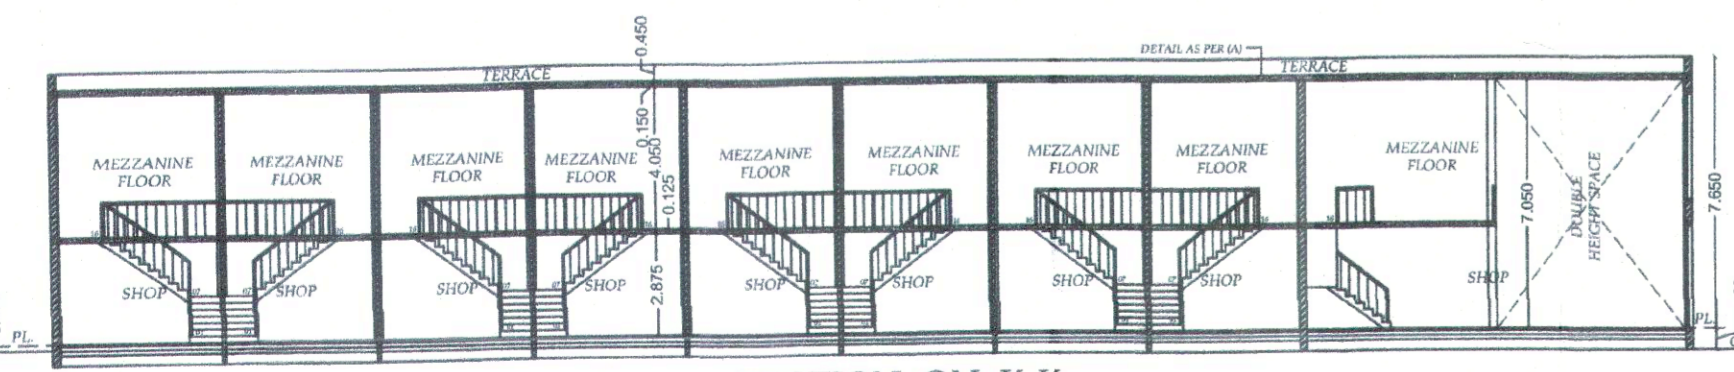 0.450
DETAIL AS PER (A)
TERRACE
TERRACE
0.150
4.050
0.125
2.875
MEZZANINE
FLOOR
MEZZANINE
FLOOR
MEZZANINE
FLOOR
MEZZANINE
FLOOR
MEZZANINE
FLOOR
MEZZANINE
FLOOR
MEZZANINE
FLOOR
MEZZANINE
FLOOR
MEZZANINE
FLOOR
7.050
DOUBLE
HEIGHT SPACE
7.650
SHOP
SHOP
SHOP
SHOP
SHOP
SHOP
SHOP
SHOP
SHOP
PL.
PL.